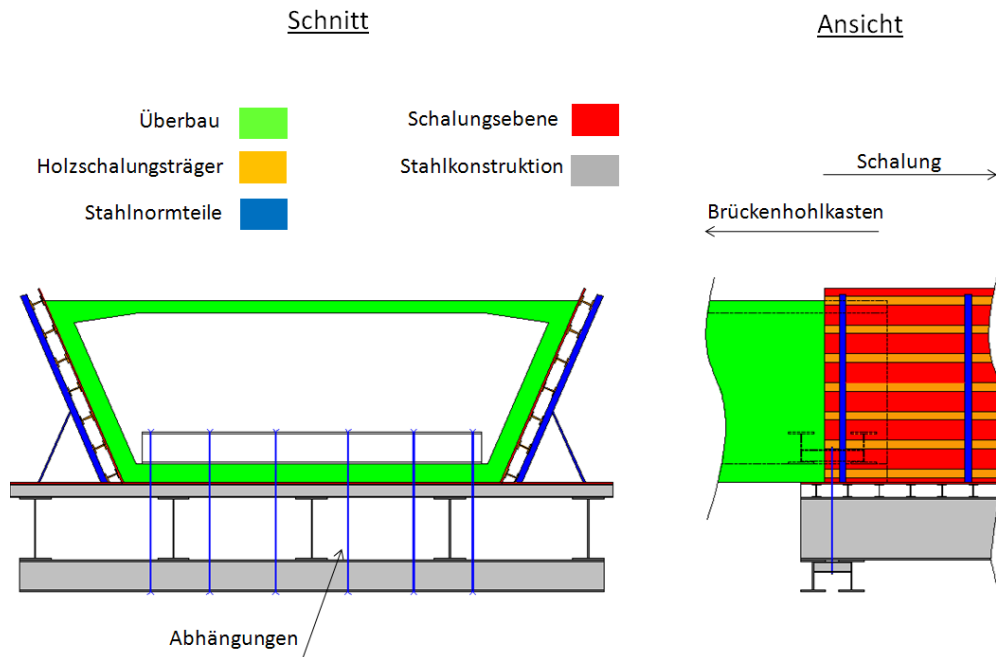 Schnitt
Ansicht
Überbau
Schalungsebene
Holzschalungsträger
Stahlkonstruktion
Stahlnormteile
Schalung
Brückenhohlkasten
Abhängungen